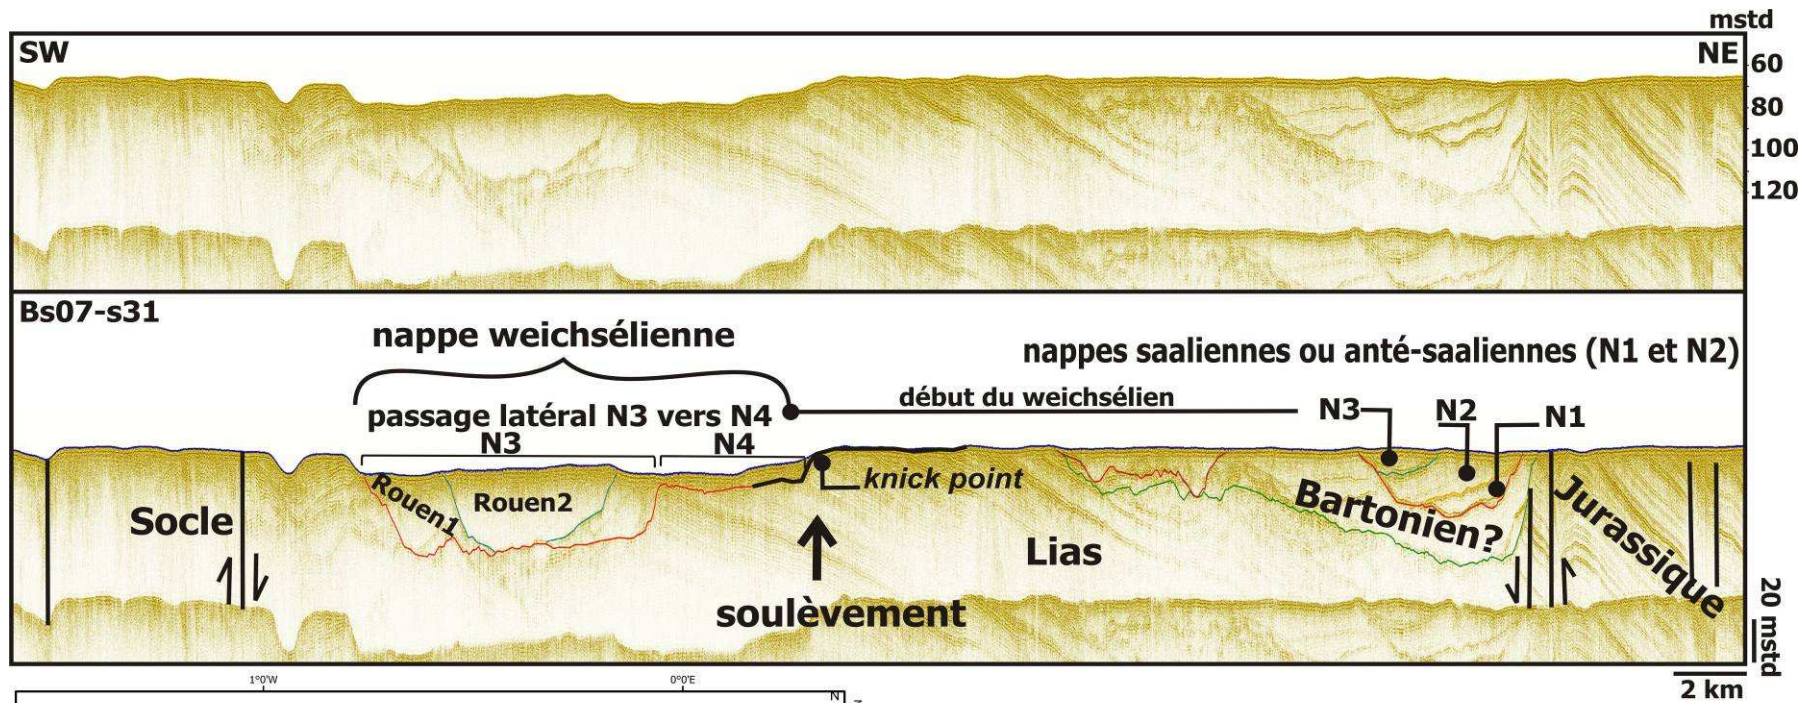 mstd
SW
NE
60
80
100
120
Bs07-s31
nappe weichsélienne
nappes saaliennes ou anté-saaliennes (N1 et N2)
début du weichsélien
passage latéral N3 vers N4
N3
N2
N1
N3
N4
knick point
Rouen1
Rouen2
Socle
Bartonien?
Jurassique
Lias
soulèvement
20 mstd
2 km
1°0'W
0°0'E
N